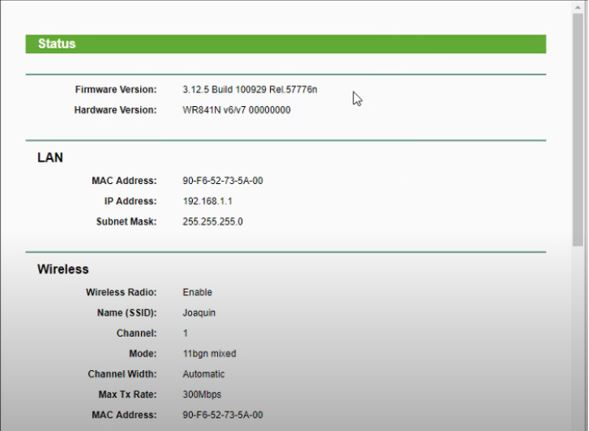 Status
Firmware Version: 3.12.5 Build 100929 Rel.57776n
Hardware Version: WR841N v6/v7 00000000
LAN
MAC Address: 90-F6-52-73-5A-00
IP Address: 192.168.1.1
Subnet Mask: 255.255.255.0
Wireless
Wireless Radio: Enable
Name (SSID): Joaquin
Channel: 1
Mode: 11bgn mixed
Channel Width: Automatic
Max Tx Rate: 300Mbps
MAC Address: 90-F6-52-73-5A-00